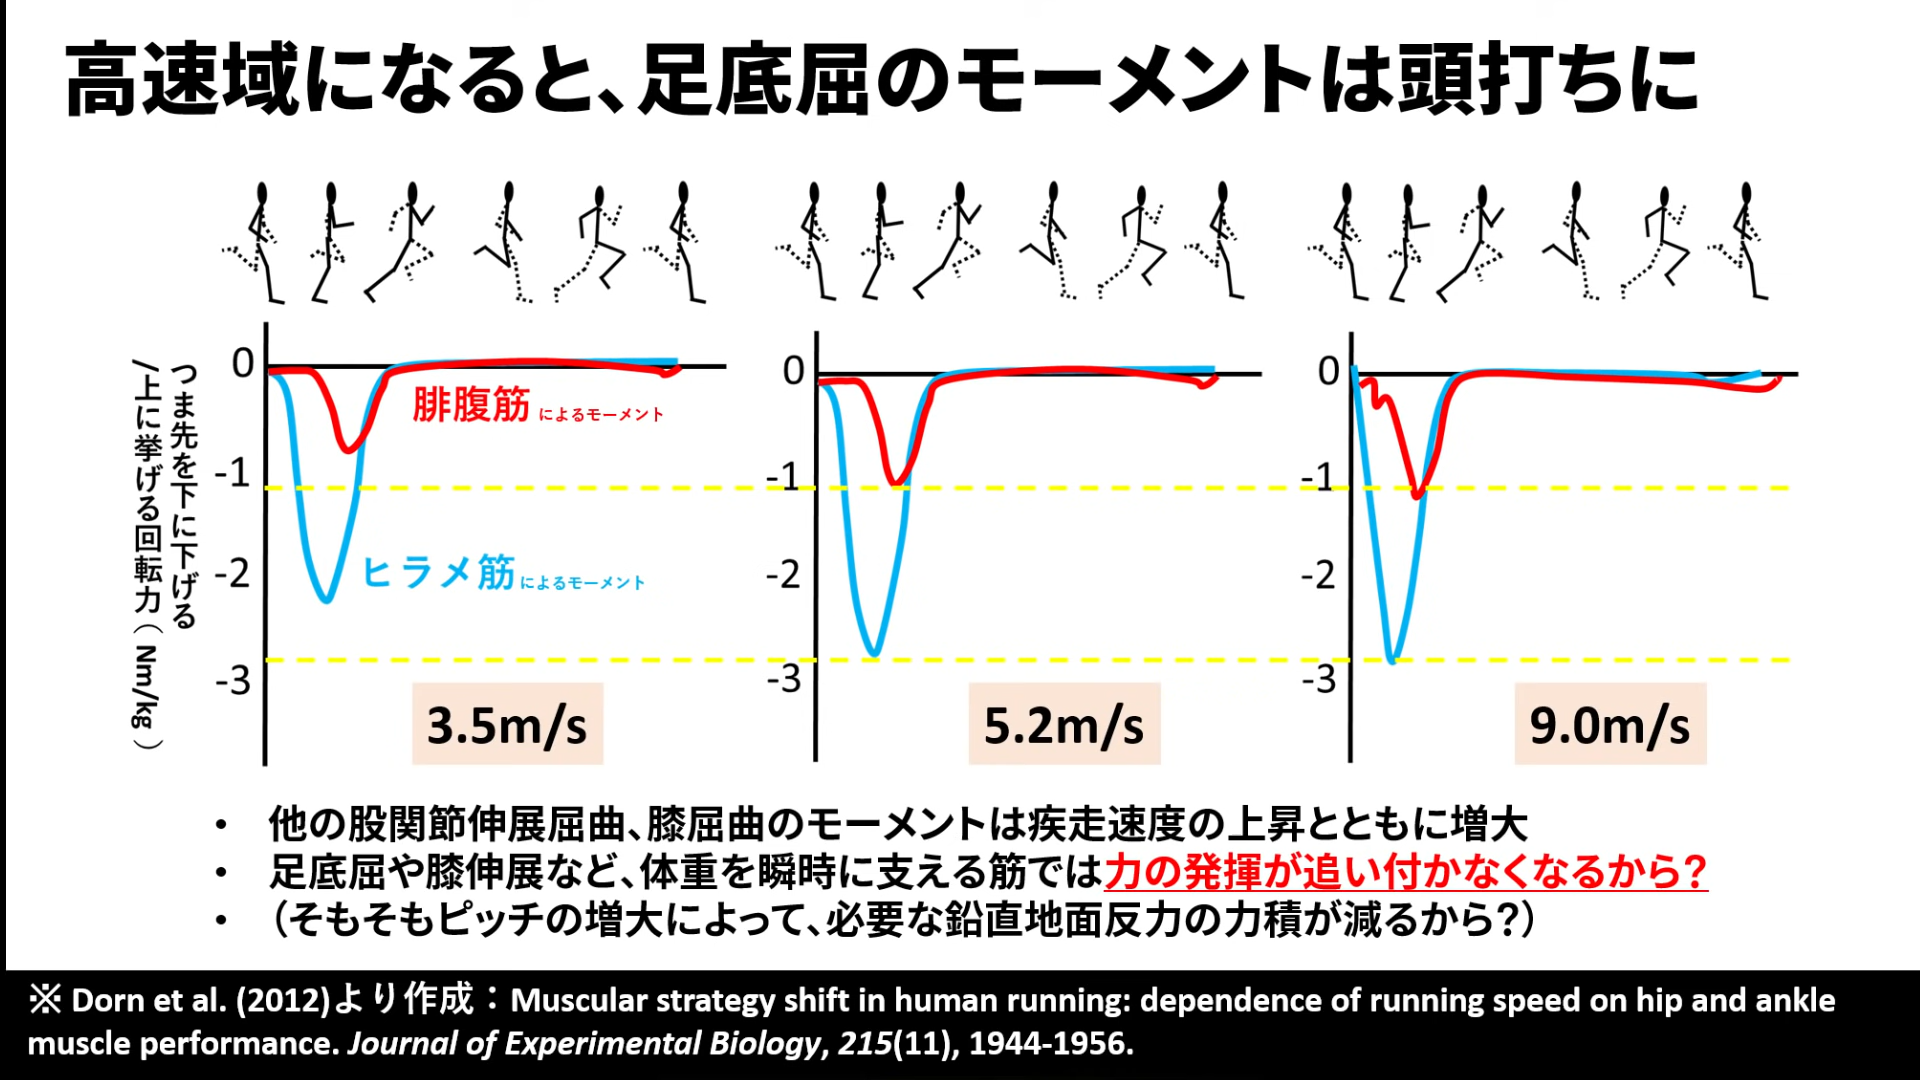 高速域になると、足底屈のモーメントは頭打ちに
つま先を下に下げる
/上に挙げる回転力（Nm/kg）
0
-1
-2
-3
腓腹筋によるモーメント
ヒラメ筋によるモーメント
3.5m/s
0
-1
-2
-3
5.2m/s
0
-1
-2
-3
9.0m/s
• 他の股関節伸展屈曲、膝屈曲のモーメントは疾走速度の上昇とともに増大
• 足底屈や膝伸展など、体重を瞬時に支える筋では力の発揮が追い付かなくなるから?
• （そもそもピッチの増大によって、必要な鉛直地面反力の力積が減るから?）
※ Dorn et al. (2012)より作成：Muscular strategy shift in human running: dependence of running speed on hip and ankle
muscle performance. Journal of Experimental Biology, 215(11), 1944-1956.